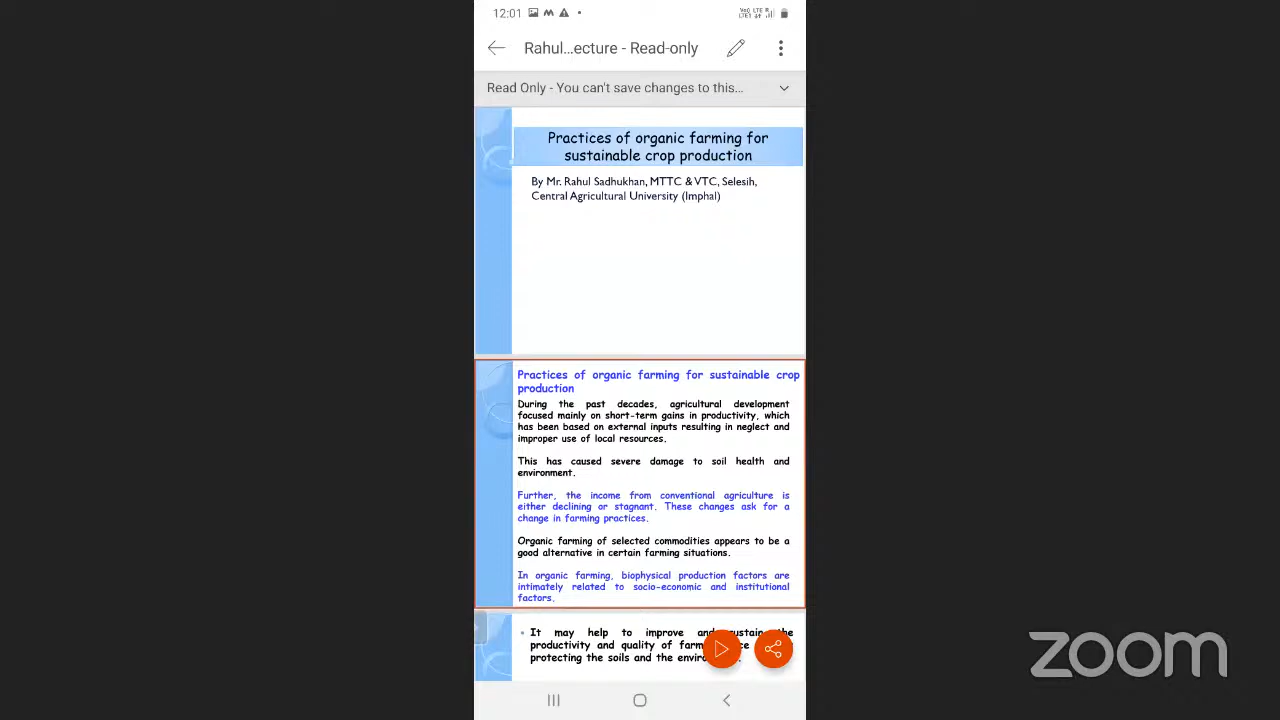 12:01
Rahul...ecture - Read-only
Read Only - You can't save changes to this...
Practices of organic farming for
sustainable crop production
By Mr. Rahul Sadhukhan, MTTC & VTC, Selesih,
Central Agricultural University (Imphal)
Practices of organic farming for sustainable crop
production
During the past decades, agricultural development
focused mainly on short-term gains in productivity, which
has been based on external inputs resulting in neglect and
improper use of local resources.
This has caused severe damage to soil health and
environment.
Further, the income from conventional agriculture is
either declining or stagnant. These changes ask for a
change in farming practices.
Organic farming of selected commodities appears to be a
good alternative in certain farming situations.
In organic farming, biophysical production factors are
intimately related to socio-economic and institutional
factors.
• It may help to improve and sustain the
productivity and quality of
protecting the soils and the
zoom